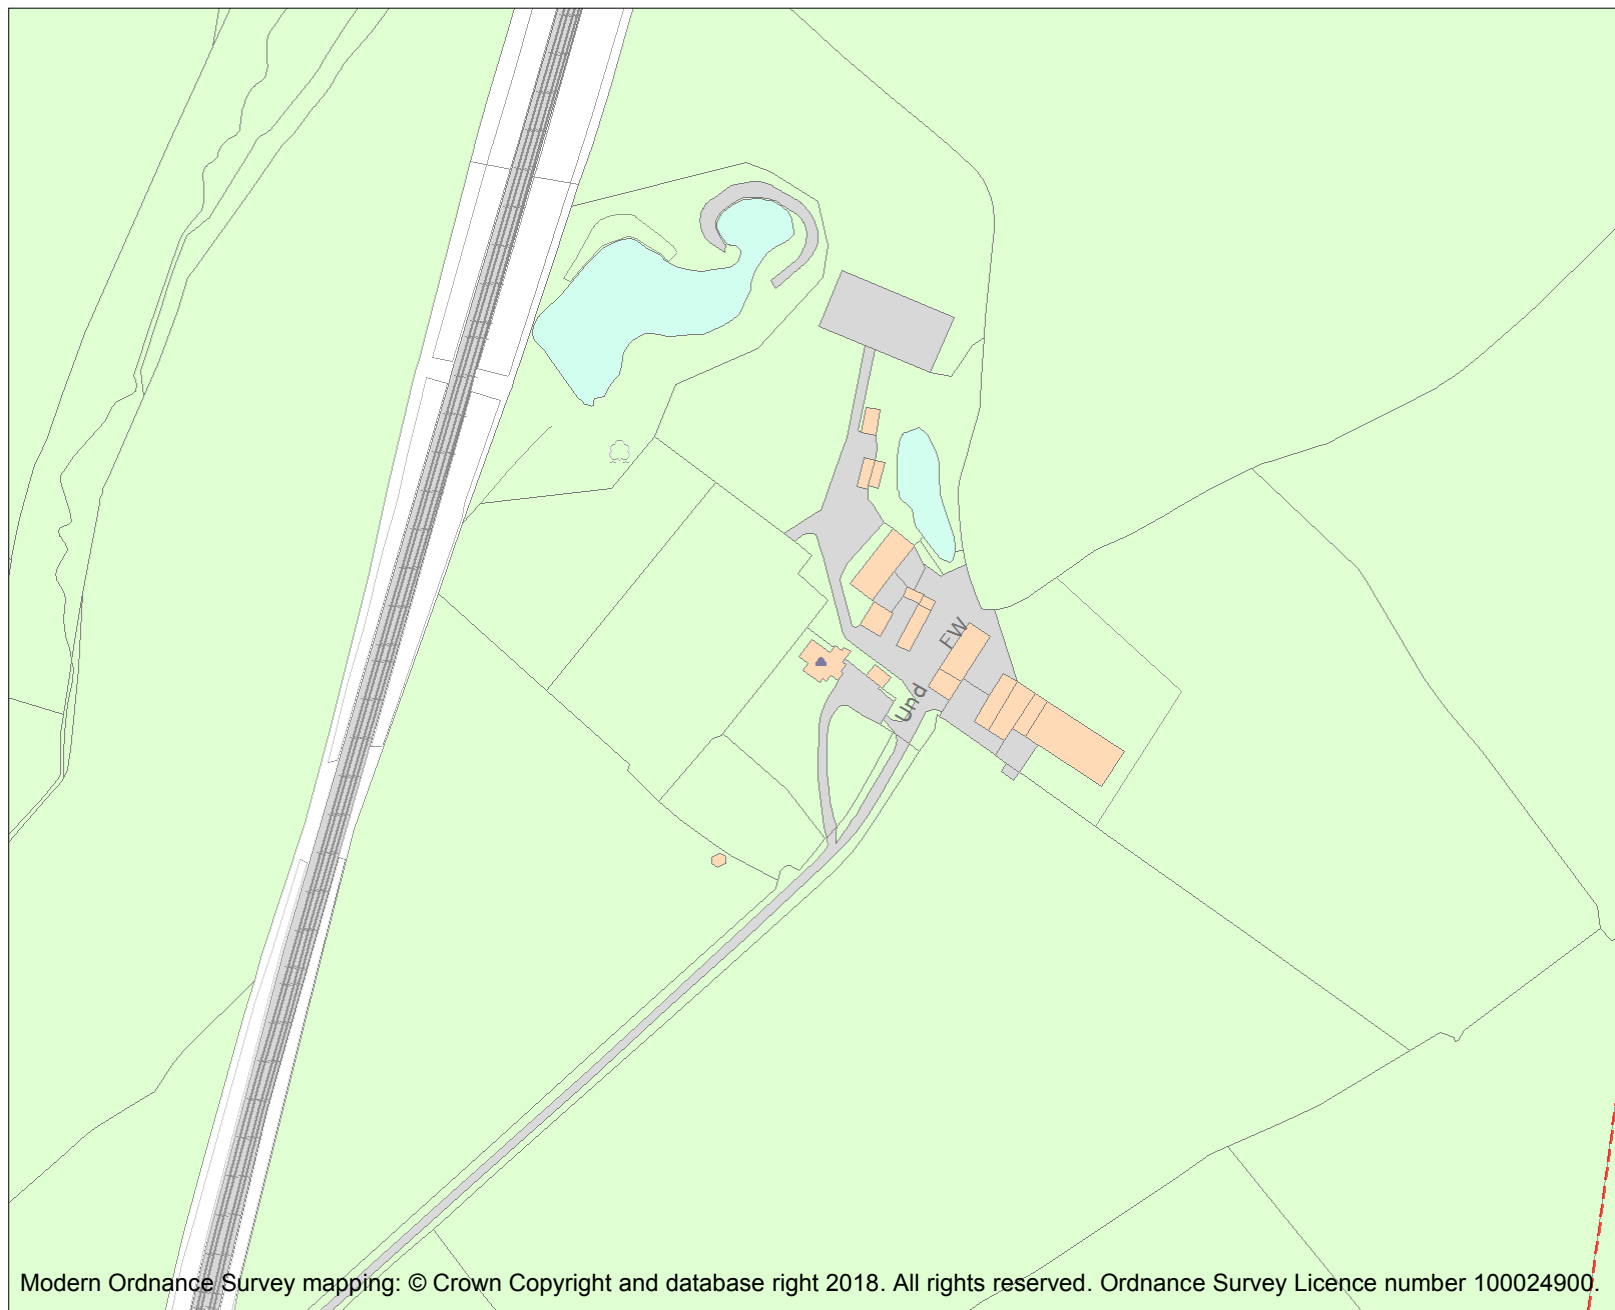 FW
Und
Modern Ordnance Survey mapping: © Crown Copyright and database right 2018. All rights reserved. Ordnance Survey Licence number 100024900.